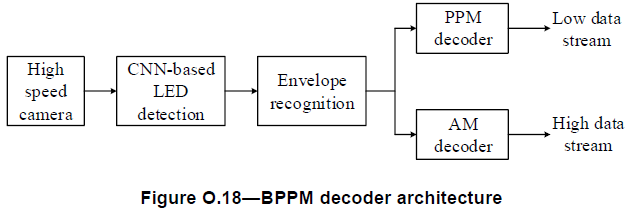 High
speed
camera
CNN-based
LED
detection
Envelope
recognition
PPM
decoder
Low data
stream
AM
decoder
High data
stream
Figure O.18—BPPM decoder architecture